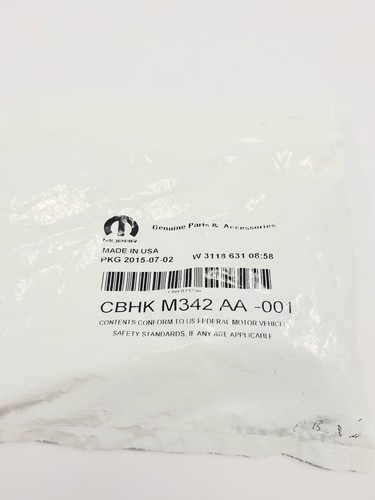 MOPAR
Genuine Parts & Accessories
MADE IN USA
PKG 2015-07-02 W 3118 631 08:58
CBHK M342 AA -001
CONTENTS CONFORM TO US FEDERAL MOTOR VEHICLE
SAFETY STANDARDS, IF ANY ARE APPLICABLE